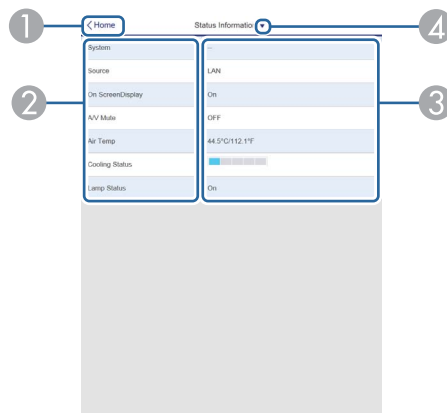 1
< Home
Status Information ▼
4
2
3
System
--
Source
LAN
On ScreenDisplay
On
A/V Mute
OFF
Air Temp
44.5°C/112.1°F
Cooling Status
Lamp Status
On